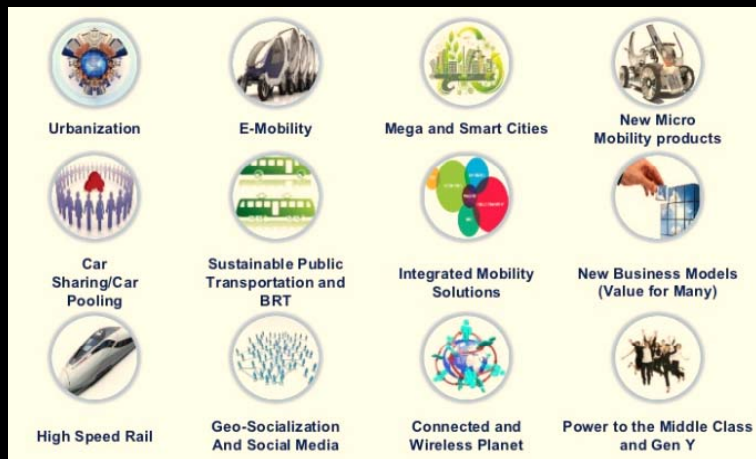 Urbanization
E-Mobility
Mega and Smart Cities
New Micro
Mobility products
Car
Sharing/Car
Pooling
Sustainable Public
Transportation and
BRT
Integrated Mobility
Solutions
New Business Models
(Value for Many)
High Speed Rail
Geo-Socialization
And Social Media
Connected and
Wireless Planet
Power to the Middle Class
and Gen Y